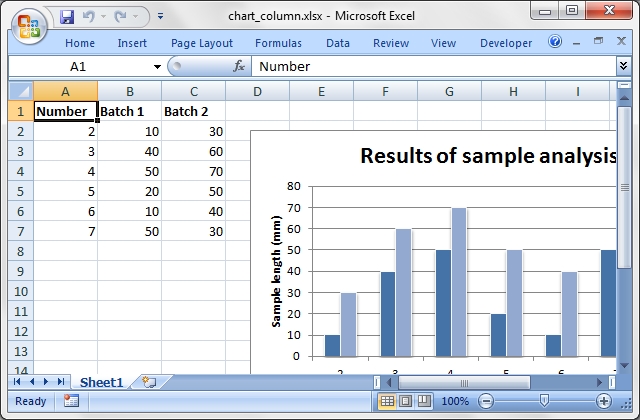 chart_column.xlsx - Microsoft Excel
Home Insert Page Layout Formulas Data Review View Developer
A1 fx Number
A B C D E F G H I
1 Number Batch 1 Batch 2
2 2 10 30
3 3 40 60
4 4 50 70
5 5 20 50
6 6 10 40
7 7 50 30
8
9
10
11
12
13
14
Results of sample analysis
Sample length (mm)
80
70
60
50
40
30
20
10
0
2 3 4 5 6 7
Sheet1
Ready 100%